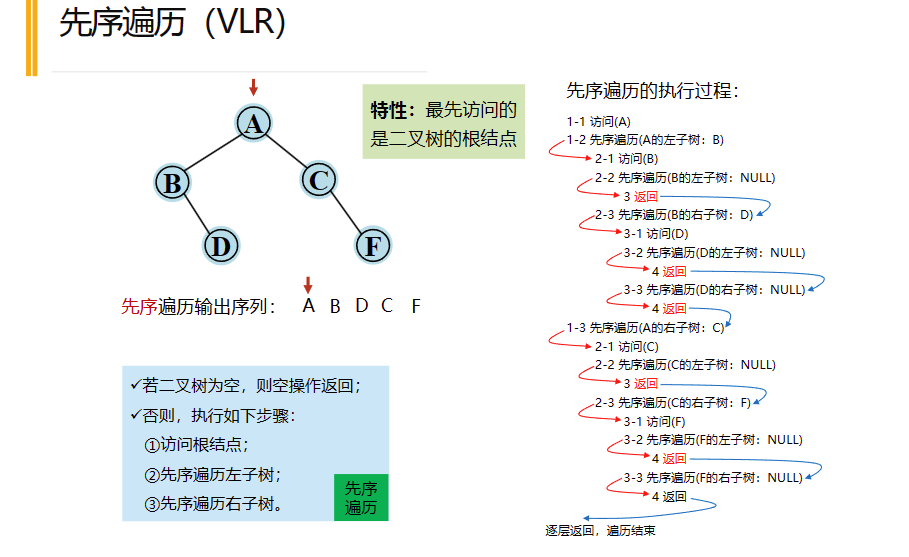 先序遍历（VLR）
A
B
C
D
F
特性：最先访问的
是二叉树的根结点
先序遍历输出序列： A B D C F
✓若二叉树为空，则空操作返回；
✓否则，执行如下步骤：
①访问根结点；
②先序遍历左子树；
③先序遍历右子树。
先序
遍历
先序遍历的执行过程：
1-1 访问(A)
1-2 先序遍历(A的左子树：B)
2-1 访问(B)
2-2 先序遍历(B的左子树：NULL)
3 返回
2-3 先序遍历(B的右子树：D)
3-1 访问(D)
3-2 先序遍历(D的左子树：NULL)
4 返回
3-3 先序遍历(D的右子树：NULL)
4 返回
1-3 先序遍历(A的右子树：C)
2-1 访问(C)
2-2 先序遍历(C的左子树：NULL)
3 返回
2-3 先序遍历(C的右子树：F)
3-1 访问(F)
3-2 先序遍历(F的左子树：NULL)
4 返回
3-3 先序遍历(F的右子树：NULL)
4 返回
逐层返回，遍历结束